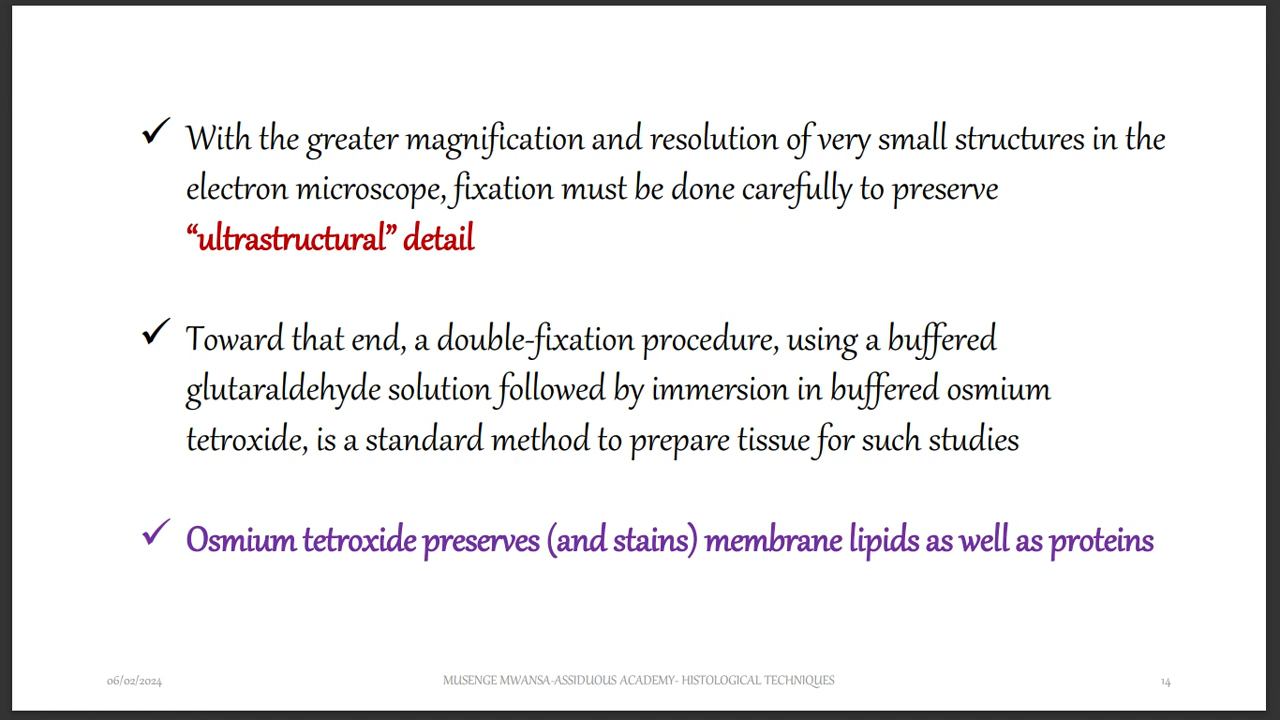 ✓ With the greater magnification and resolution of very small structures in the
electron microscope, fixation must be done carefully to preserve
“ultrastructural” detail
✓ Toward that end, a double-fixation procedure, using a buffered
glutaraldehyde solution followed by immersion in buffered osmium
tetroxide, is a standard method to prepare tissue for such studies
✓ Osmium tetroxide preserves (and stains) membrane lipids as well as proteins
06/02/2024 MUSENGE MWANSA-ASSIDUOUS ACADEMY- HISTOLOGICAL TECHNIQUES 14